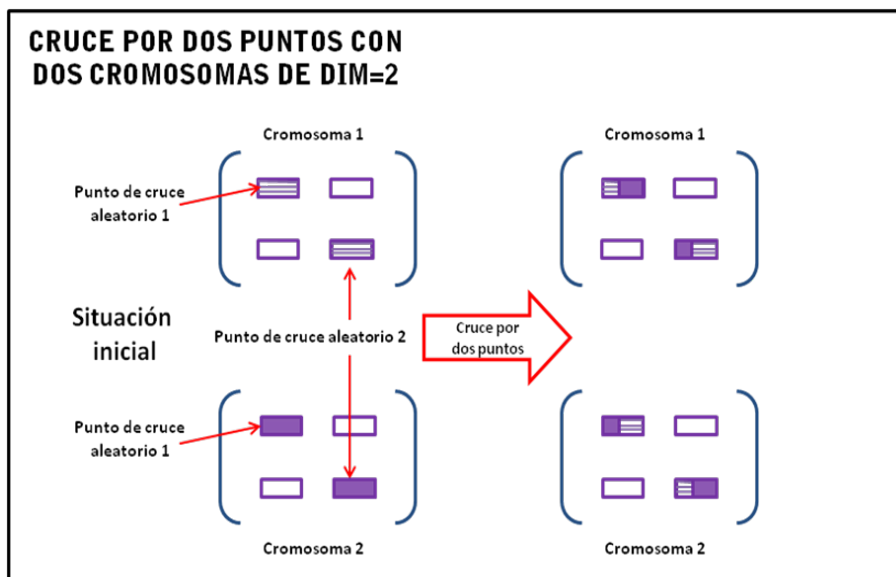 CRUCE POR DOS PUNTOS CON
DOS CROMOSOMAS DE DIM=2
Cromosoma 1
Cromosoma 1
Punto de cruce
aleatorio 1
Situación
inicial
Punto de cruce aleatorio 2
Cruce por
dos puntos
Punto de cruce
aleatorio 1
Cromosoma 2
Cromosoma 2